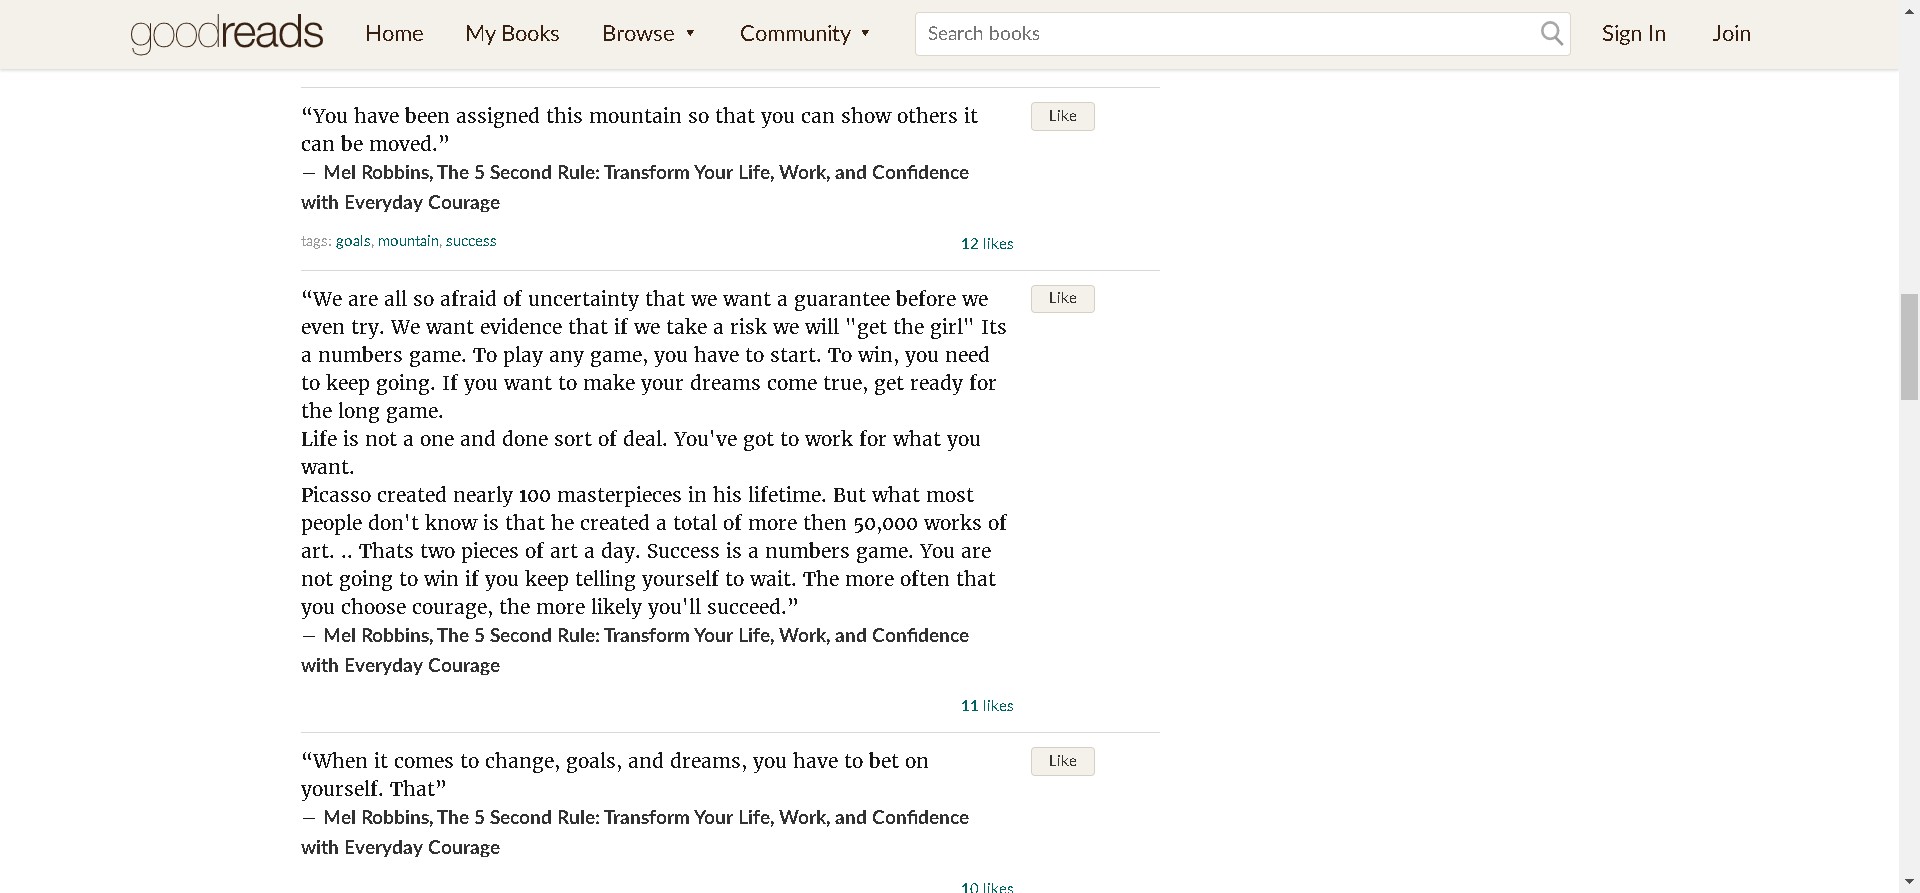 goodreads Home My Books Browse ▼ Community ▼ Search books Sign In Join
“You have been assigned this mountain so that you can show others it Like
can be moved.”
― Mel Robbins, The 5 Second Rule: Transform Your Life, Work, and Confidence
with Everyday Courage
tags: goals, mountain, success 12 likes
“We are all so afraid of uncertainty that we want a guarantee before we Like
even try. We want evidence that if we take a risk we will "get the girl" Its
a numbers game. To play any game, you have to start. To win, you need
to keep going. If you want to make your dreams come true, get ready for
the long game.
Life is not a one and done sort of deal. You've got to work for what you
want.
Picasso created nearly 100 masterpieces in his lifetime. But what most
people don't know is that he created a total of more then 50,000 works of
art. .. Thats two pieces of art a day. Success is a numbers game. You are
not going to win if you keep telling yourself to wait. The more often that
you choose courage, the more likely you'll succeed.”
― Mel Robbins, The 5 Second Rule: Transform Your Life, Work, and Confidence
with Everyday Courage
11 likes
“When it comes to change, goals, and dreams, you have to bet on Like
yourself. That”
― Mel Robbins, The 5 Second Rule: Transform Your Life, Work, and Confidence
with Everyday Courage
10 likes